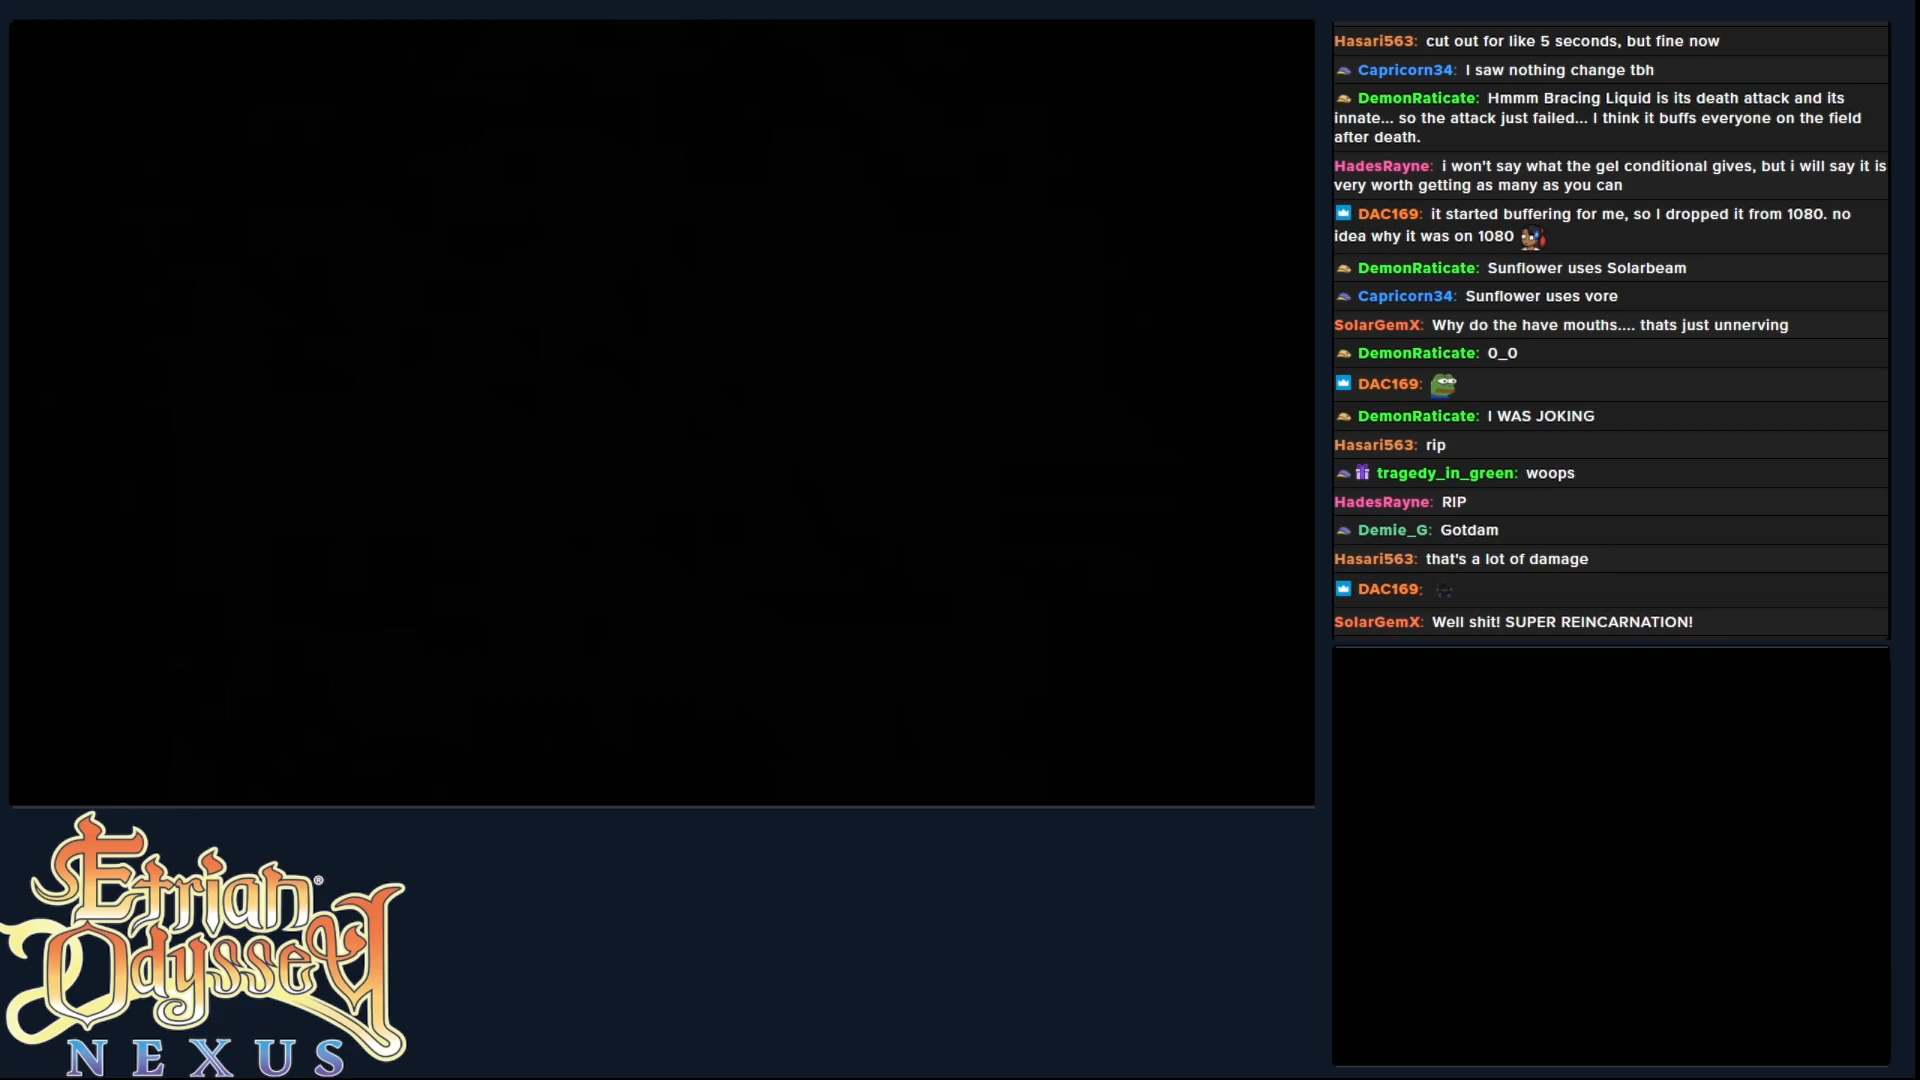 Hasari563: cut out for like 5 seconds, but fine now
Capricorn34: I saw nothing change tbh
DemonRaticate: Hmmm Bracing Liquid is its death attack and its
innate... so the attack just failed... I think it buffs everyone on the field
after death.
HadesRayne: i won't say what the gel conditional gives, but i will say it is
very worth getting as many as you can
DAC169: it started buffering for me, so I dropped it from 1080. no
idea why it was on 1080
DemonRaticate: Sunflower uses Solarbeam
Capricorn34: Sunflower uses vore
SolarGemX: Why do the have mouths.... thats just unnerving
DemonRaticate: 0_0
DAC169:
DemonRaticate: I WAS JOKING
Hasari563: rip
tragedy_in_green: woops
HadesRayne: RIP
Demie_G: Gotdam
Hasari563: that's a lot of damage
DAC169:
SolarGemX: Well shit! SUPER REINCARNATION!
Etrian®
Odyssey
NEXUS